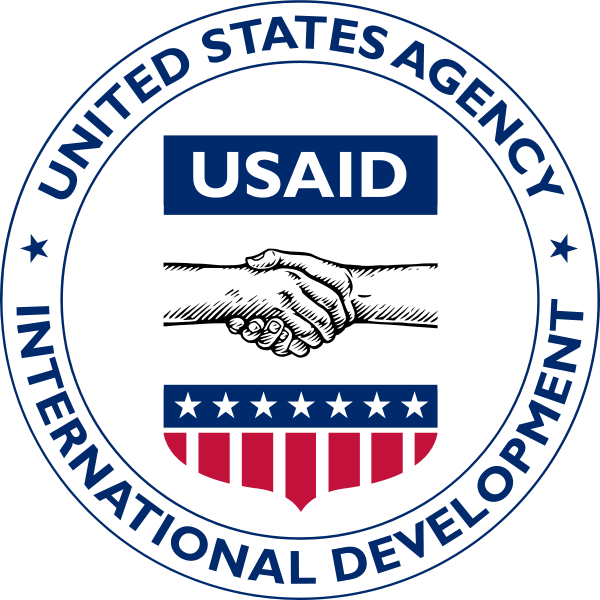 UNITED STATES AGENCY
USAID
INTERNATIONAL DEVELOPMENT